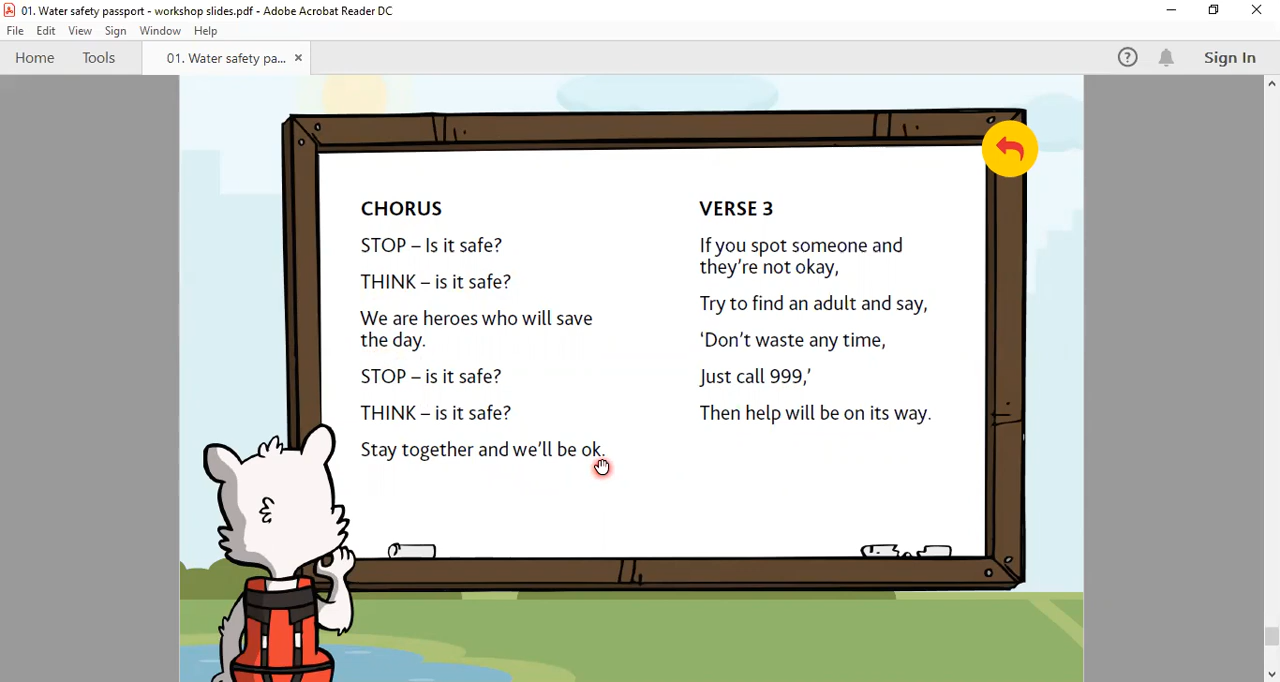 01. Water safety passport - workshop slides.pdf - Adobe Acrobat Reader DC
File Edit View Sign Window Help
Home Tools 01. Water safety pa... × ? Sign In
CHORUS
STOP – Is it safe?
THINK – is it safe?
We are heroes who will save
the day.
STOP – is it safe?
THINK – is it safe?
Stay together and we’ll be ok.
VERSE 3
If you spot someone and
they’re not okay,
Try to find an adult and say,
‘Don’t waste any time,
Just call 999,’
Then help will be on its way.